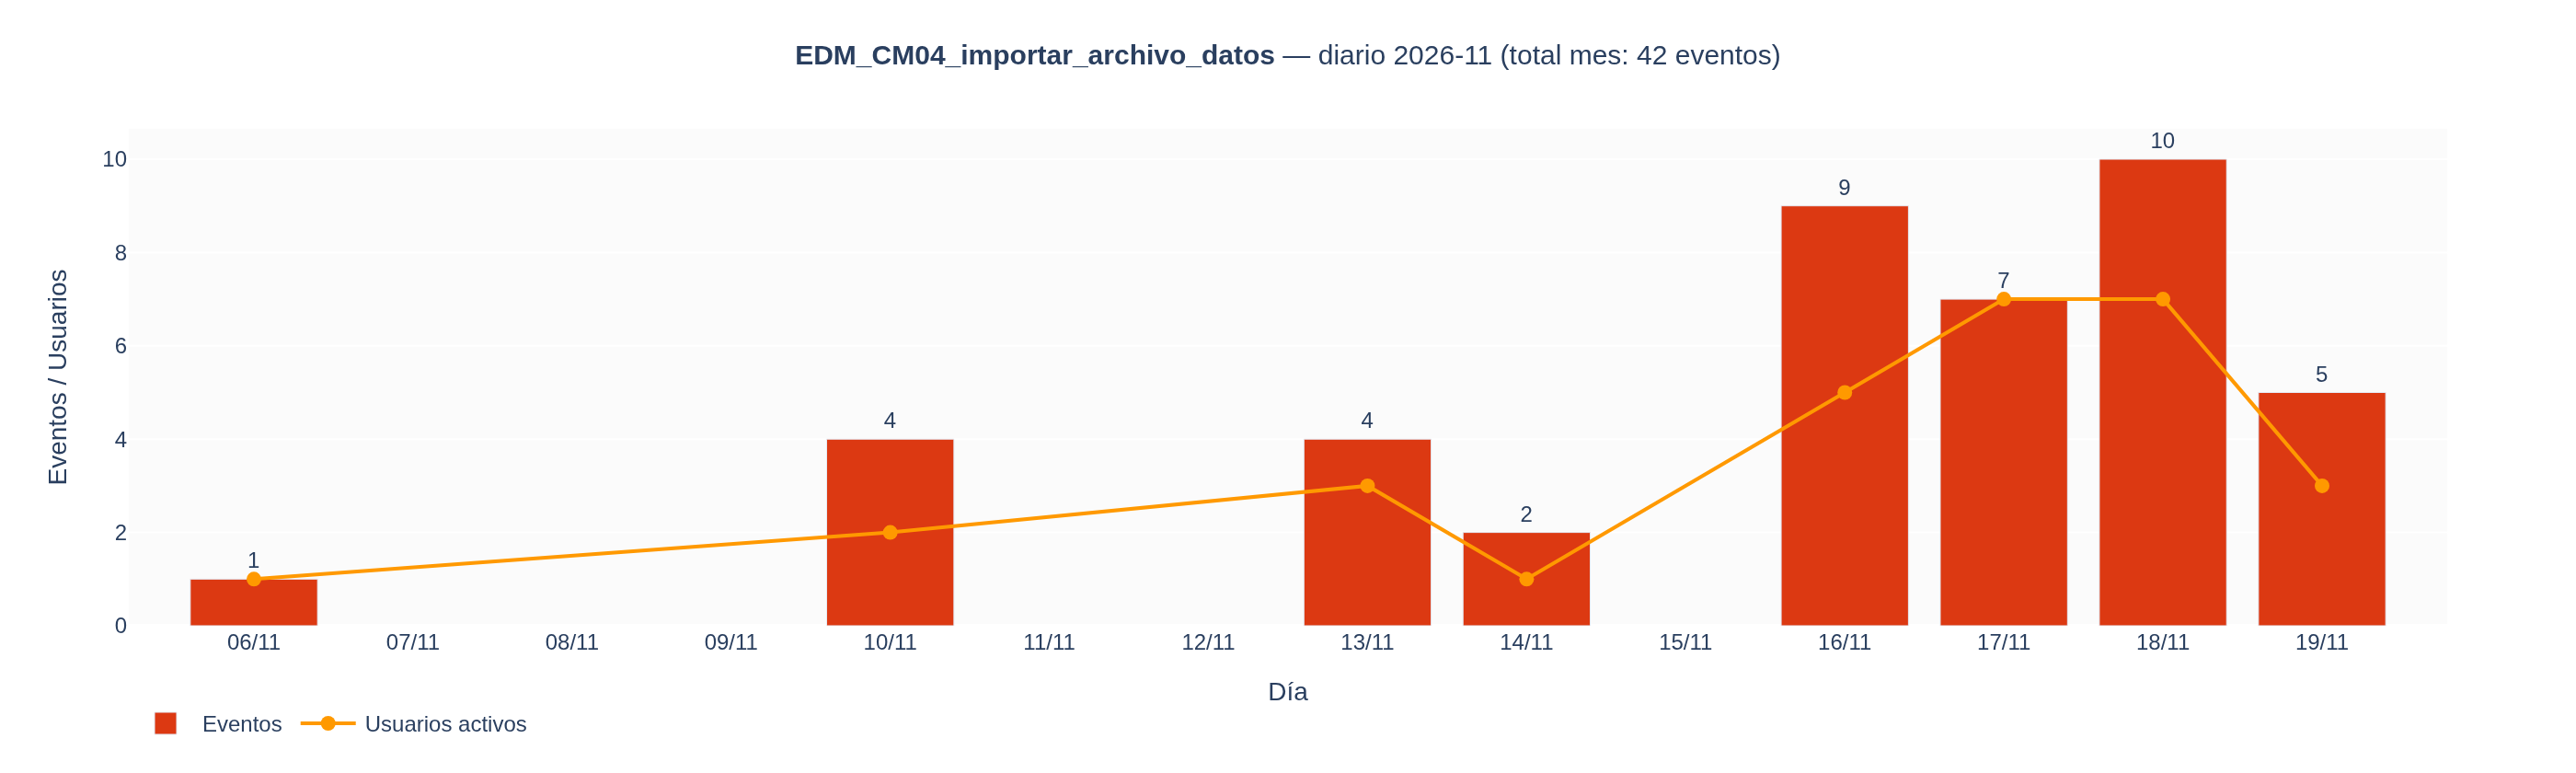 EDM_CM04_importar_archivo_datos — diario 2026-11 (total mes: 42 eventos)
Eventos / Usuarios
10
8
6
4
2
0
1
4
4
2
9
7
10
5
06/11 07/11 08/11 09/11 10/11 11/11 12/11 13/11 14/11 15/11 16/11 17/11 18/11 19/11
Día
Eventos Usuarios activos